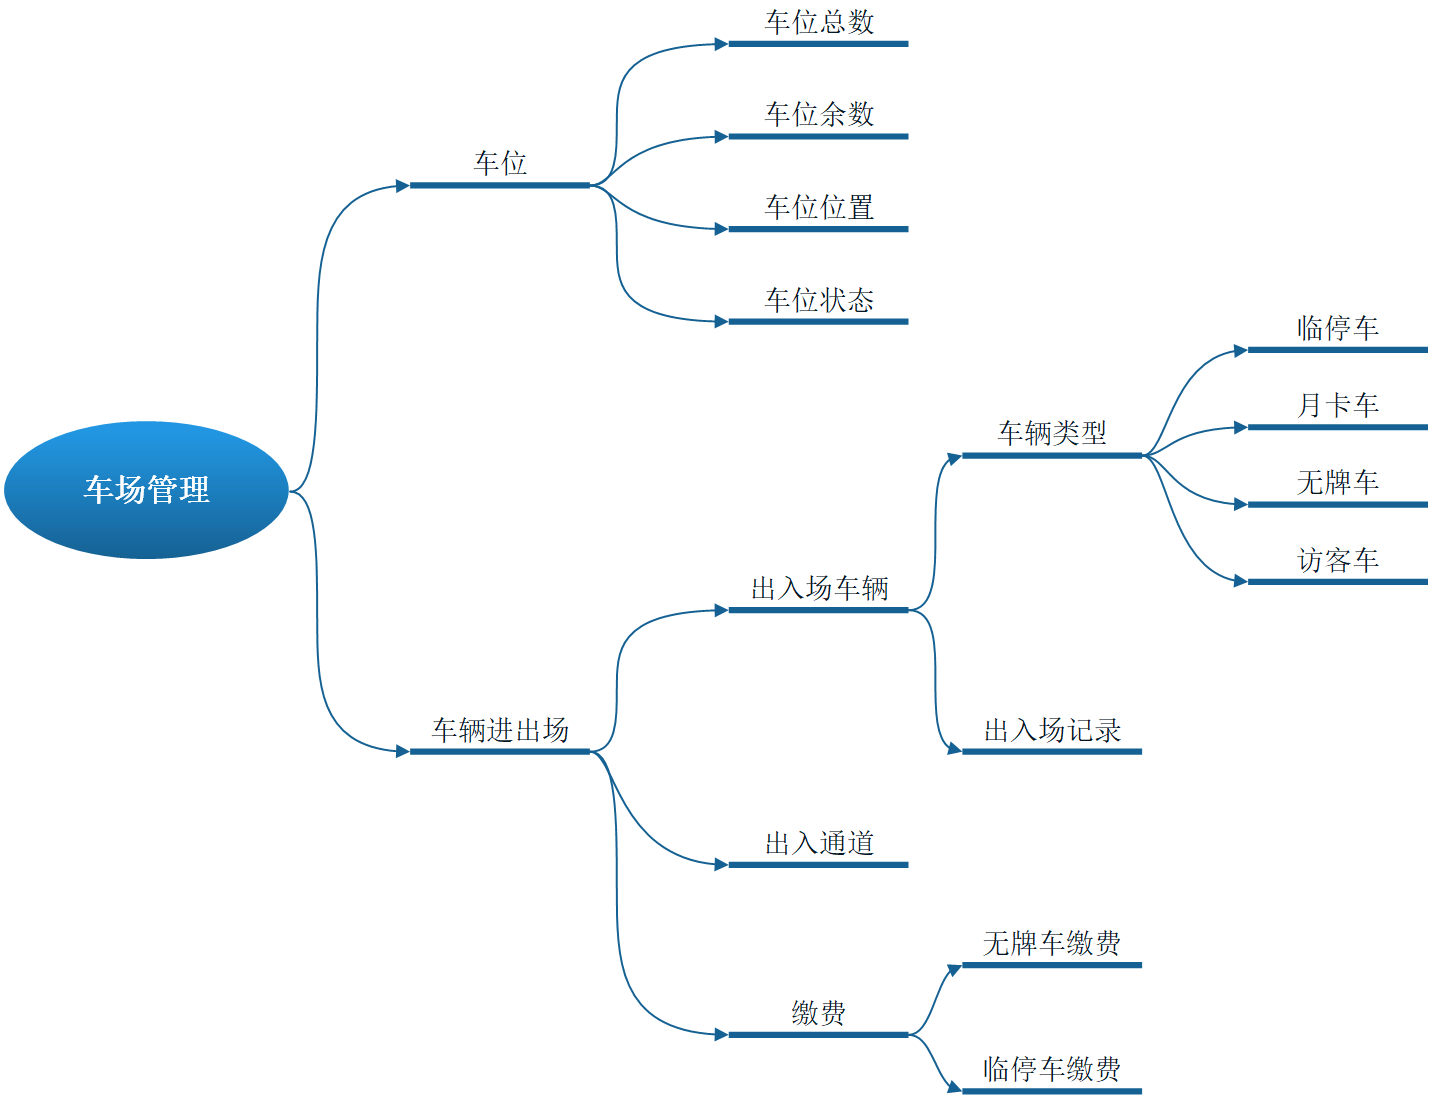 车场管理
车位
车位总数
车位余数
车位位置
车位状态
车辆进出场
出入场车辆
车辆类型
临停车
月卡车
无牌车
访客车
出入场记录
出入通道
缴费
无牌车缴费
临停车缴费